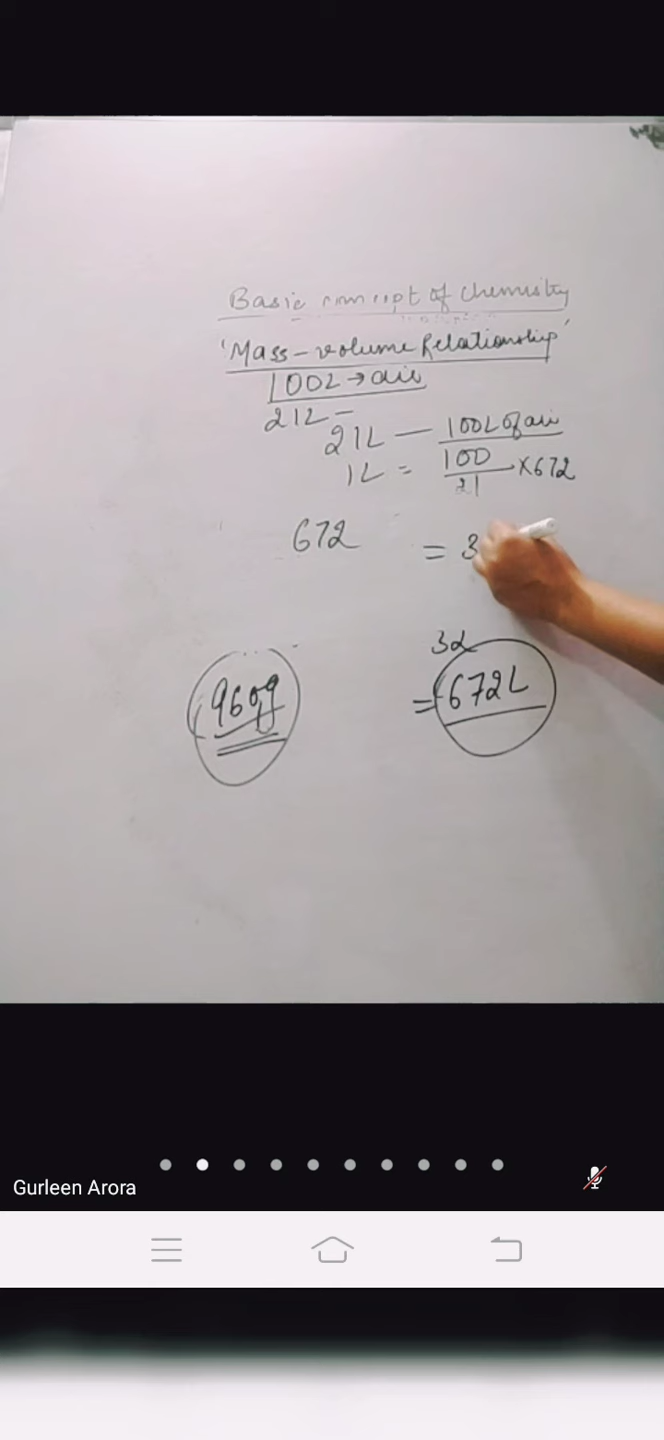 Basic concept of Chemistry
'Mass-volume Relationship'
100L → air
21L –
21L — 100L of air
1L = 100/21 × 672
672 = 3
32
960g = 672L
Gurleen Arora